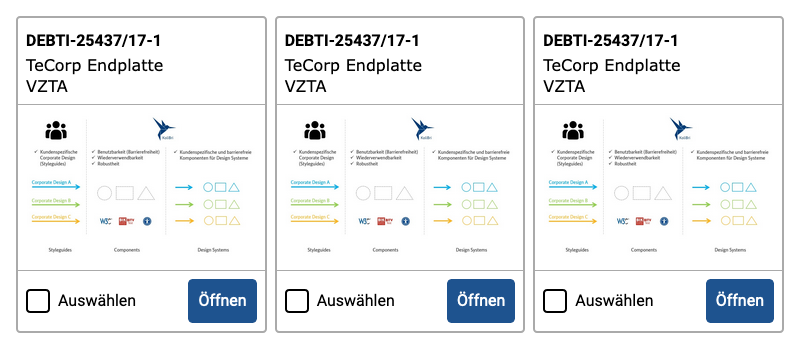 DEBTI-25437/17-1
TeCorp Endplatte
VZTA
KoliBri
✓ Kundenspezifische
Corporate Design
(Styleguides)
✓ Benutzbarkeit (Barrierefreiheit)
✓ Wiederverwendbarkeit
✓ Robustheit
✓ Kundenspezifische und barrierefreie
Komponenten für Design Systeme
Corporate Design A
Corporate Design B
Corporate Design C
W3C
Styleguides
Components
Design Systems
Auswählen
Öffnen
DEBTI-25437/17-1
TeCorp Endplatte
VZTA
KoliBri
✓ Kundenspezifische
Corporate Design
(Styleguides)
✓ Benutzbarkeit (Barrierefreiheit)
✓ Wiederverwendbarkeit
✓ Robustheit
✓ Kundenspezifische und barrierefreie
Komponenten für Design Systeme
Corporate Design A
Corporate Design B
Corporate Design C
W3C
Styleguides
Components
Design Systems
Auswählen
Öffnen
DEBTI-25437/17-1
TeCorp Endplatte
VZTA
KoliBri
✓ Kundenspezifische
Corporate Design
(Styleguides)
✓ Benutzbarkeit (Barrierefreiheit)
✓ Wiederverwendbarkeit
✓ Robustheit
✓ Kundenspezifische und barrierefreie
Komponenten für Design Systeme
Corporate Design A
Corporate Design B
Corporate Design C
W3C
Styleguides
Components
Design Systems
Auswählen
Öffnen